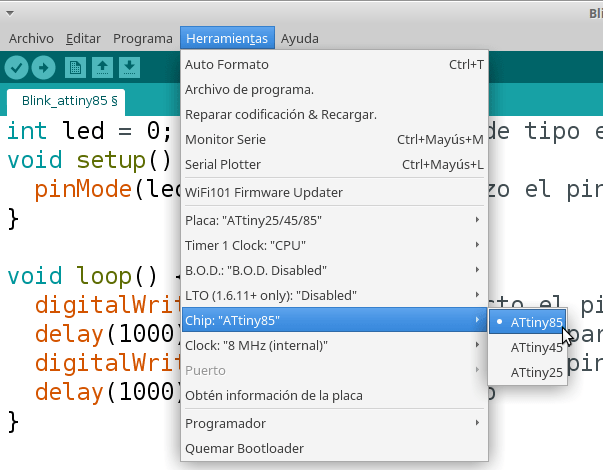 Blin
Archivo Editar Programa Herramientas Ayuda
Blink_attiny85 §
Auto Formato Ctrl+T
Archivo de programa.
Reparar codificación & Recargar.
Monitor Serie Ctrl+Mayús+M
Serial Plotter Ctrl+Mayús+L
WiFi101 Firmware Updater
Placa: "ATtiny25/45/85"
Timer 1 Clock: "CPU"
B.O.D.: "B.O.D. Disabled"
LTO (1.6.11+ only): "Disabled"
Chip: "ATtiny85"
Clock: "8 MHz (internal)"
Puerto
Obtén información de la placa
Programador
Quemar Bootloader
ATtiny85
ATtiny45
ATtiny25
int led = 0; de tipo e
void setup()
pinMode(led zo el pin
}
void loop() {
digitalWrit sto el pi
delay(1000) par
digitalWrit pin
delay(1000)
}